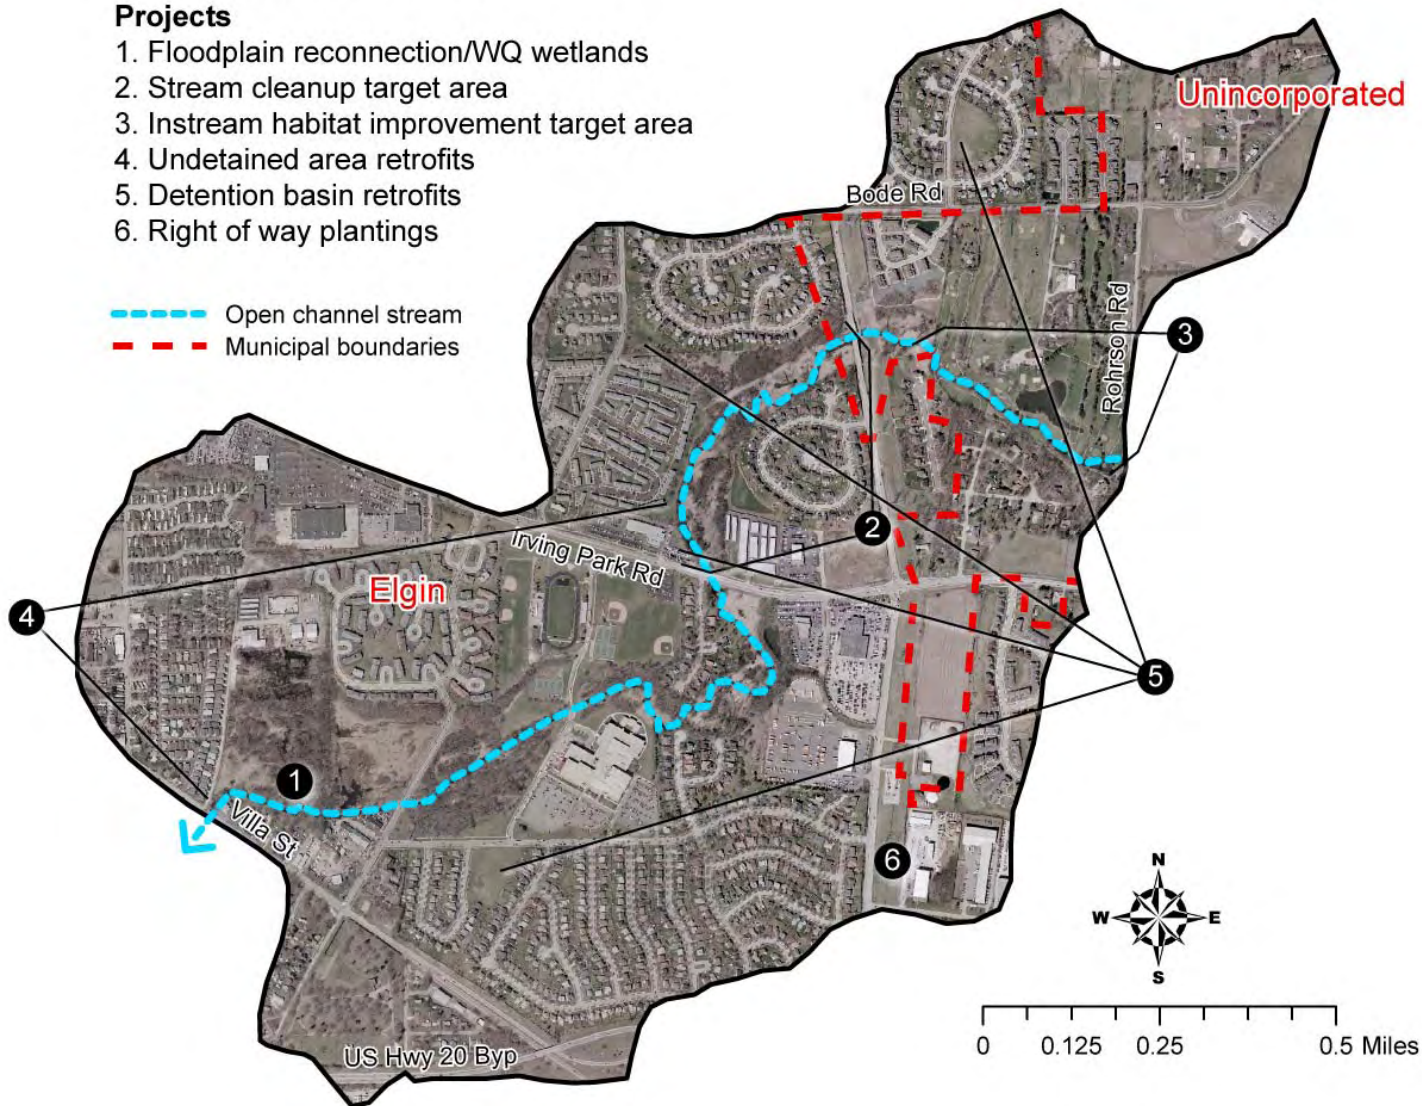 Projects
1. Floodplain reconnection/WQ wetlands
2. Stream cleanup target area
3. Instream habitat improvement target area
4. Undetained area retrofits
5. Detention basin retrofits
6. Right of way plantings
Open channel stream
Municipal boundaries
Unincorporated
Bode Rd
Rohrson Rd
3
2
Irving Park Rd
Elgin
4
5
1
Villa St
6
US Hwy 20 Byp
N
W E
S
0 0.125 0.25 0.5 Miles